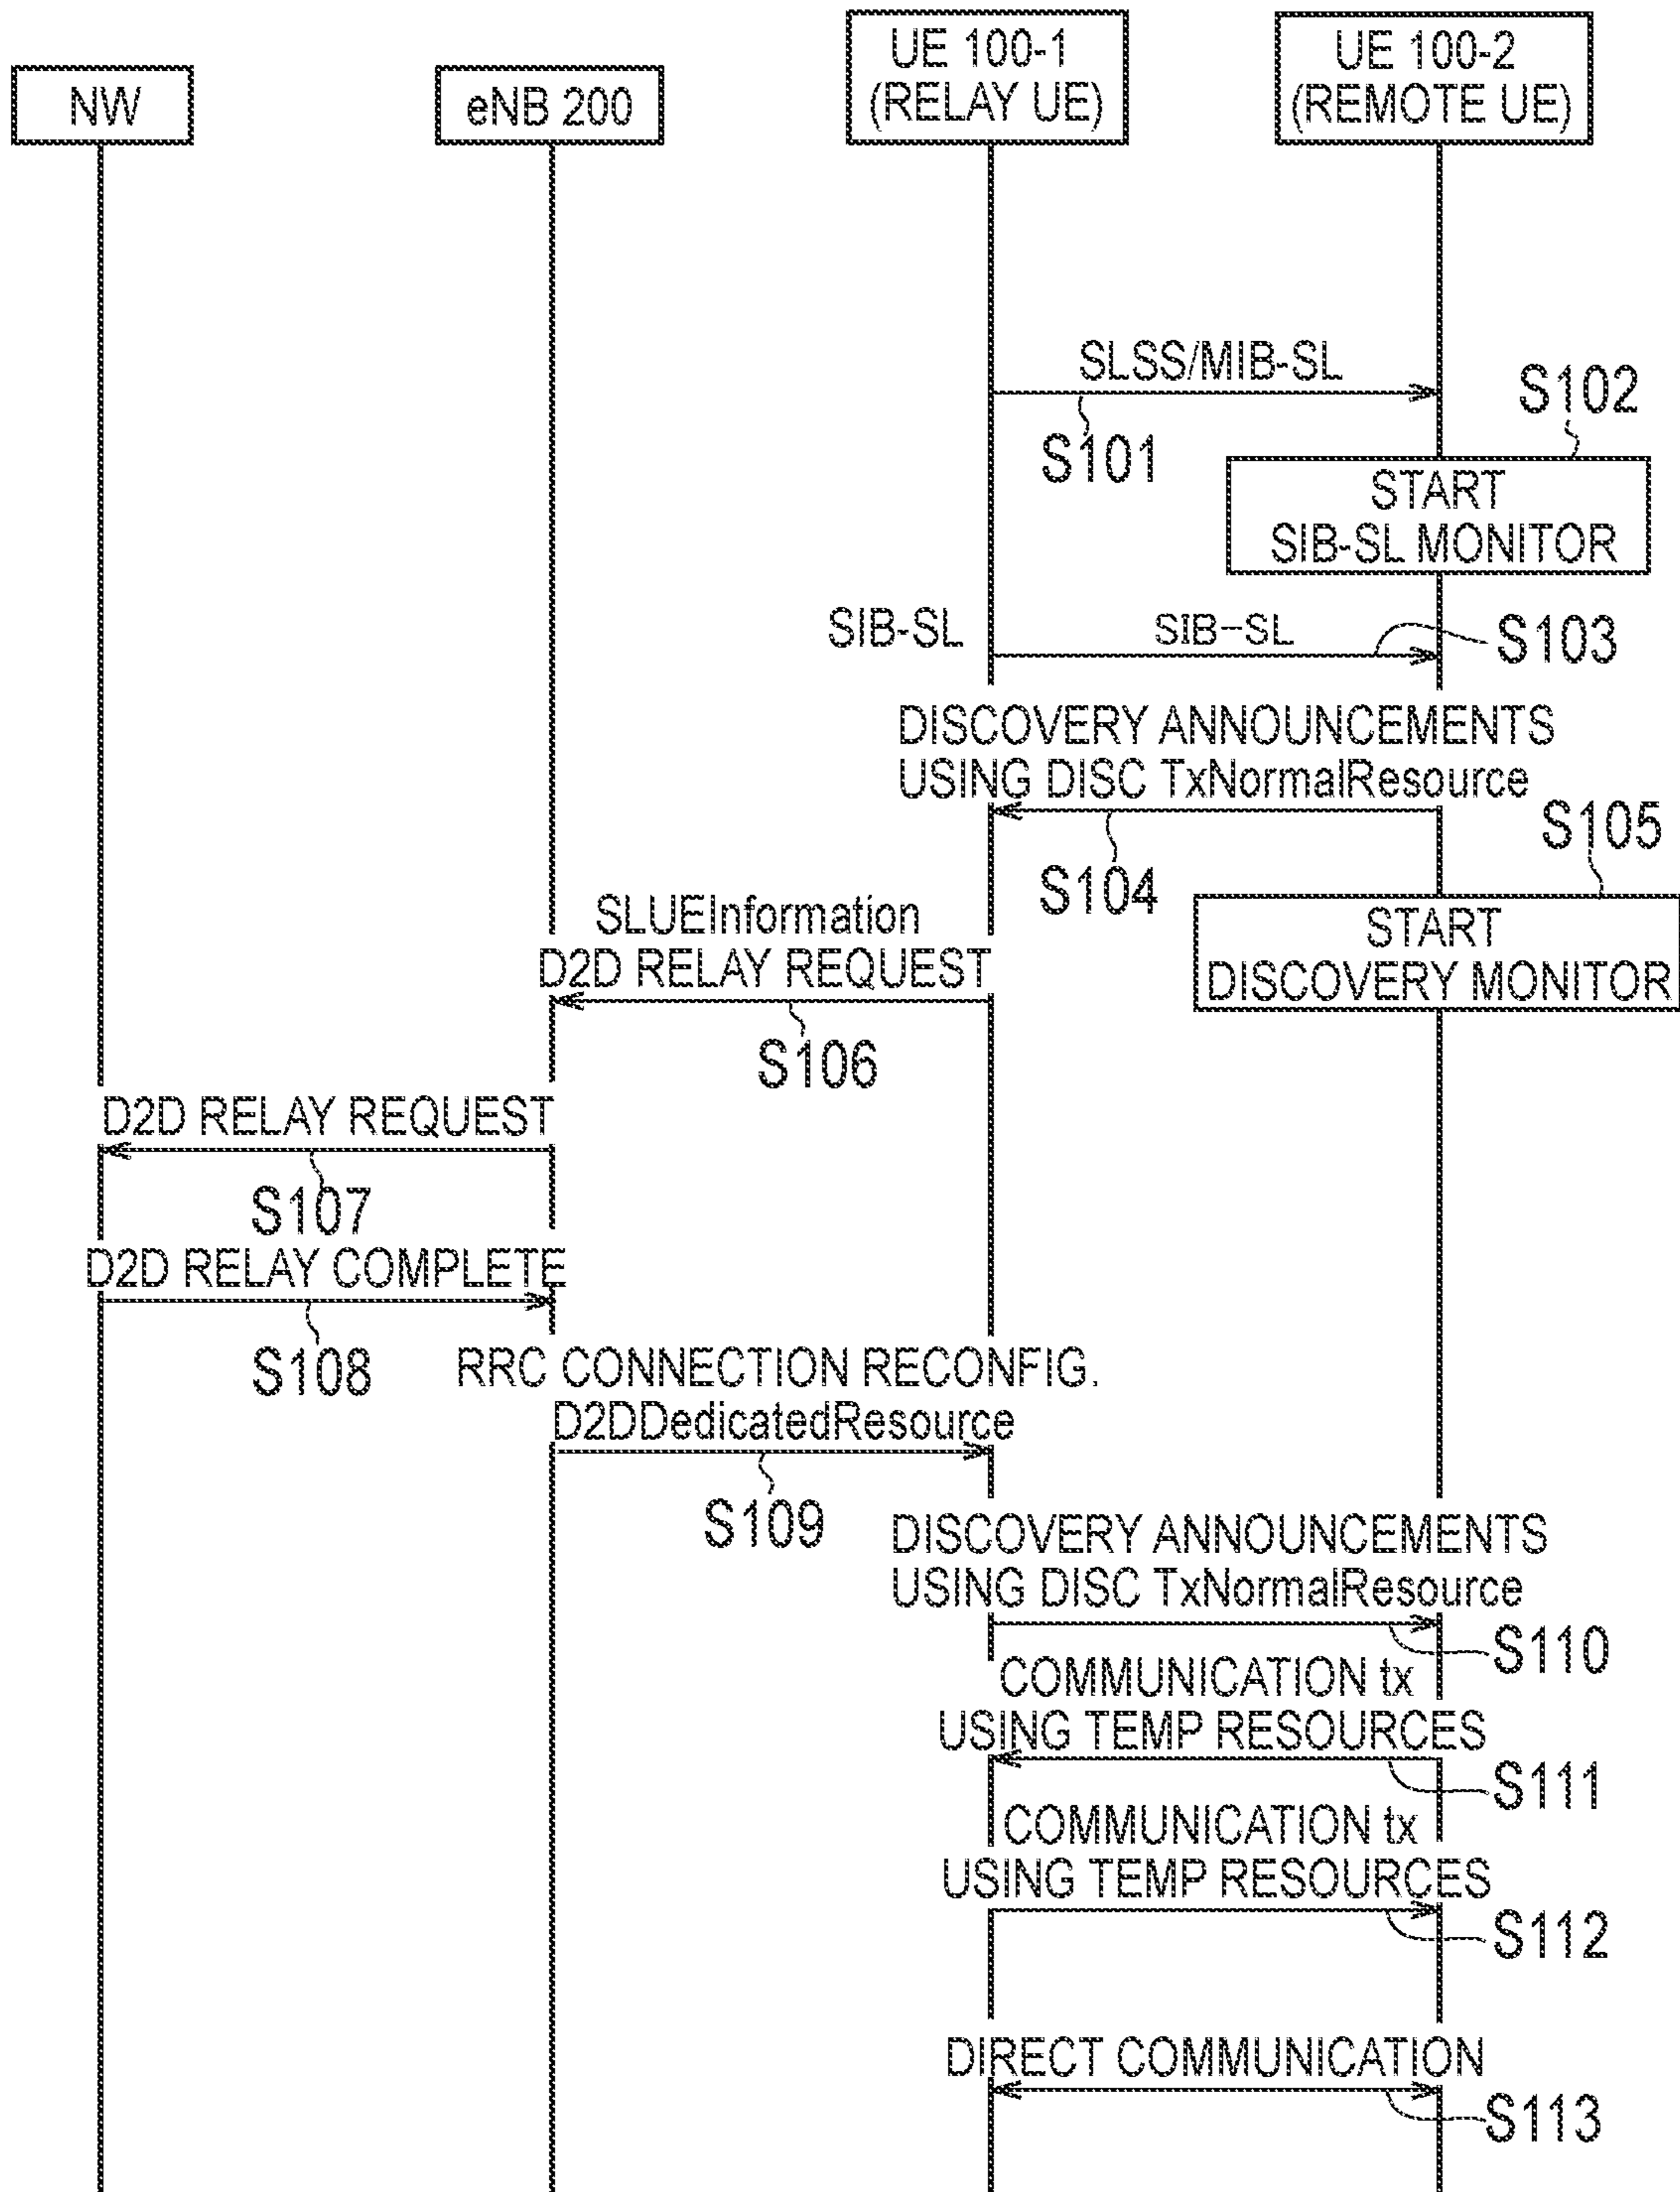 NW
eNB 200
UE 100-1
(RELAY UE)
UE 100-2
(REMOTE UE)
SLSS/MIB-SL
S101
S102
START
SIB-SL MONITOR
SIB-SL
SIB-SL
S103
DISCOVERY ANNOUNCEMENTS
USING DISC TxNormalResource
S104
S105
START
DISCOVERY MONITOR
SLUEInformation
D2D RELAY REQUEST
S106
D2D RELAY REQUEST
S107
D2D RELAY COMPLETE
S108
RRC CONNECTION RECONFIG.
D2DDedicatedResource
S109
DISCOVERY ANNOUNCEMENTS
USING DISC TxNormalResource
S110
COMMUNICATION tx
USING TEMP RESOURCES
S111
COMMUNICATION tx
USING TEMP RESOURCES
S112
DIRECT COMMUNICATION
S113